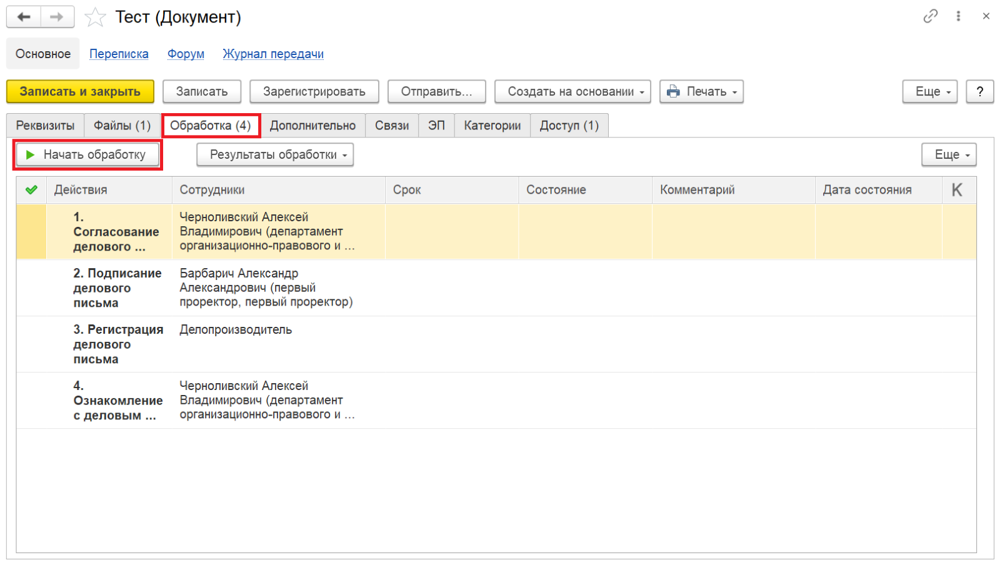 Тест (Документ)
Основное Переписка Форум Журнал передачи
Записать и закрыть Записать Зарегистрировать Отправить... Создать на основании Печать Еще ?
Реквизиты Файлы (1) Обработка (4) Дополнительно Связи ЭП Категории Доступ (1)
Начать обработку Результаты обработки Еще
Действия Сотрудники Срок Состояние Комментарий Дата состояния К
1.
Согласование
делового ...
Черноливский Алексей
Владимирович (департамент
организационно-правового и ...
2. Подписание
делового
письма
Барбарич Александр
Александрович (первый
проректор, первый проректор)
3. Регистрация
делового
письма
Делопроизводитель
4.
Ознакомление
с деловым ...
Черноливский Алексей
Владимирович (департамент
организационно-правового и ...